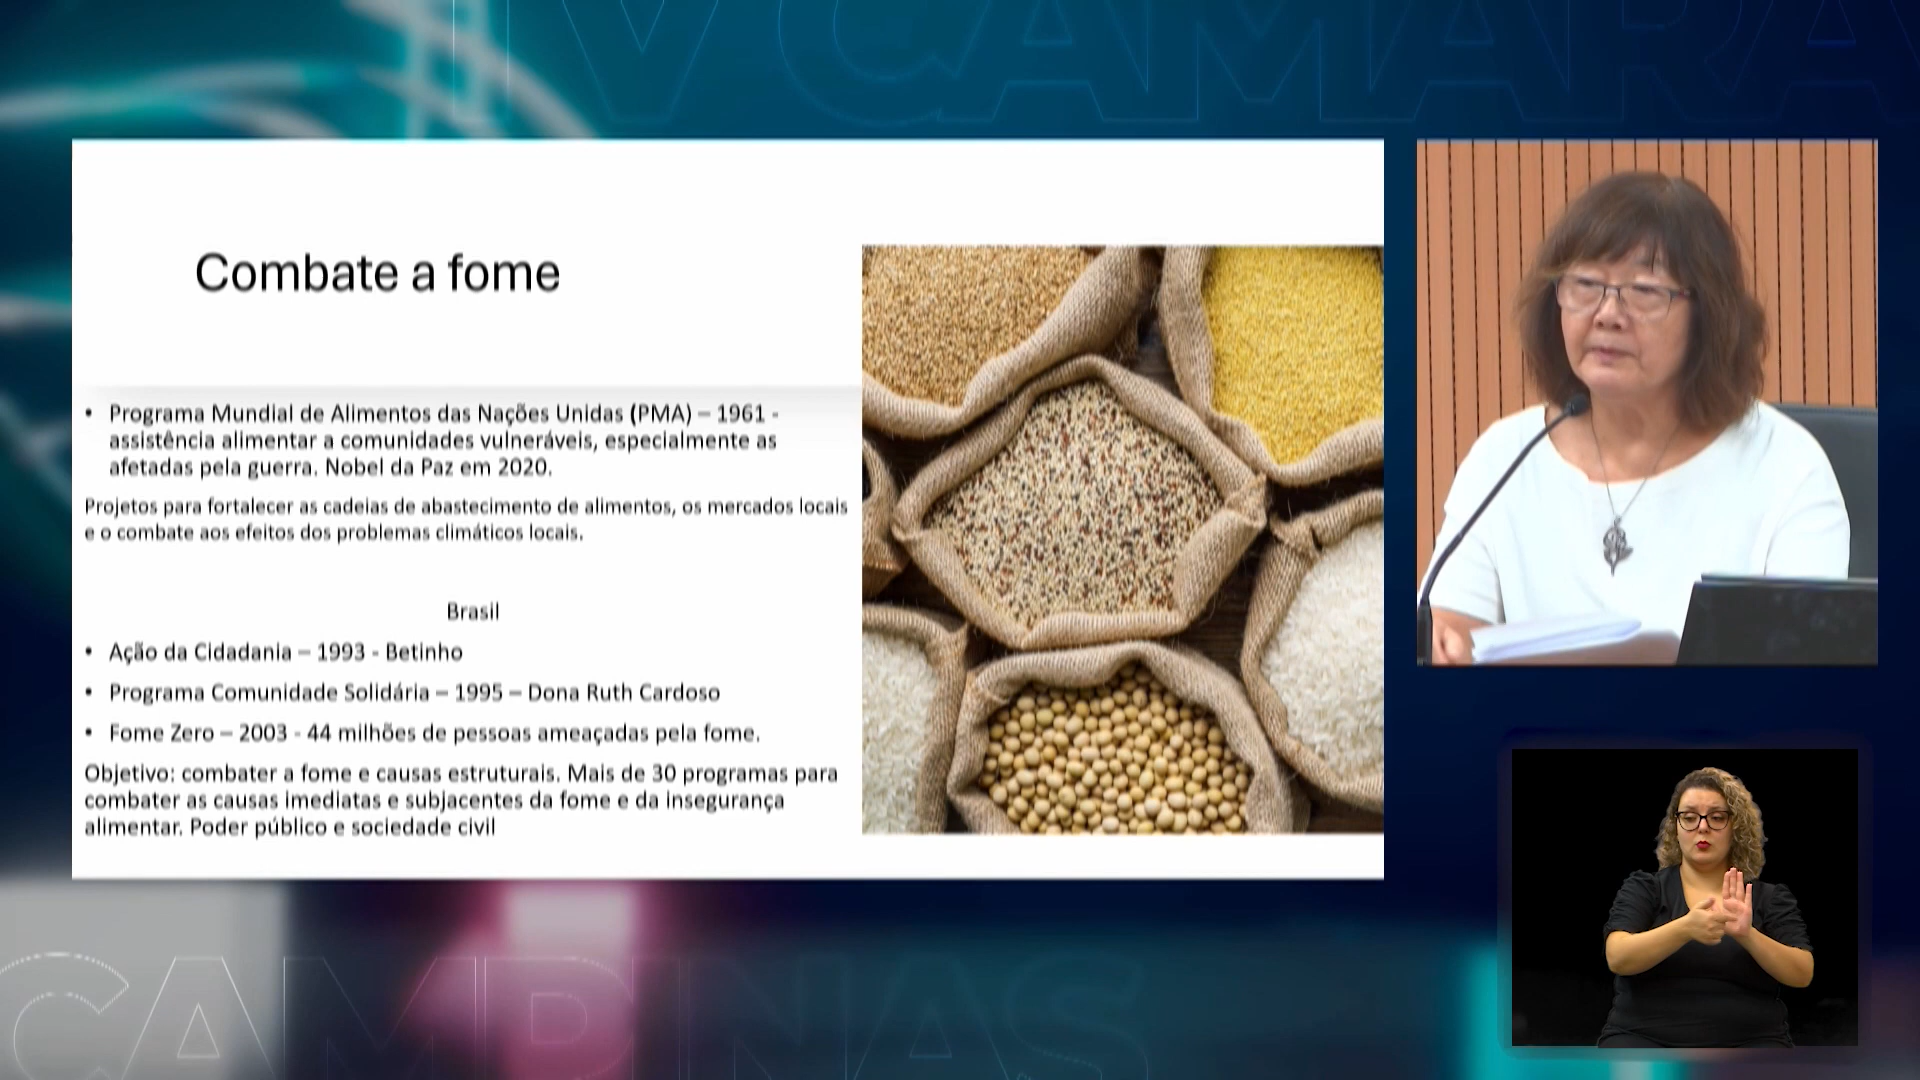 TV CAMARA
Combate a fome
• Programa Mundial de Alimentos das Nações Unidas (PMA) – 1961 -
assistência alimentar a comunidades vulneráveis, especialmente as
afetadas pela guerra. Nobel da Paz em 2020.
Projetos para fortalecer as cadeias de abastecimento de alimentos, os mercados locais
e o combate aos efeitos dos problemas climáticos locais.
Brasil
• Ação da Cidadania – 1993 - Betinho
• Programa Comunidade Solidária – 1995 – Dona Ruth Cardoso
• Fome Zero – 2003 - 44 milhões de pessoas ameaçadas pela fome.
Objetivo: combater a fome e causas estruturais. Mais de 30 programas para
combater as causas imediatas e subjacentes da fome e da insegurança
alimentar. Poder público e sociedade civil
CAMPINAS